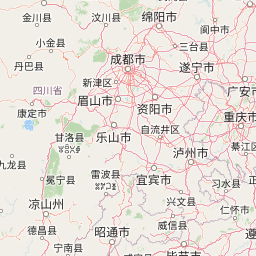 金川县
汶川县
绵阳市
阆中市
小金县
三台县
成都市
丹巴县
遂宁市
新津区
四川省
广安
眉山市
资阳市
康定市
重庆
甘洛县
乐山市
自流井区
綦江
泸州市
九龙县
雷波县
冕宁县
宜宾市
习水县
兴文县
凉山州
仁怀市
威信县
德昌县
昭通市
宁南县
毕节市